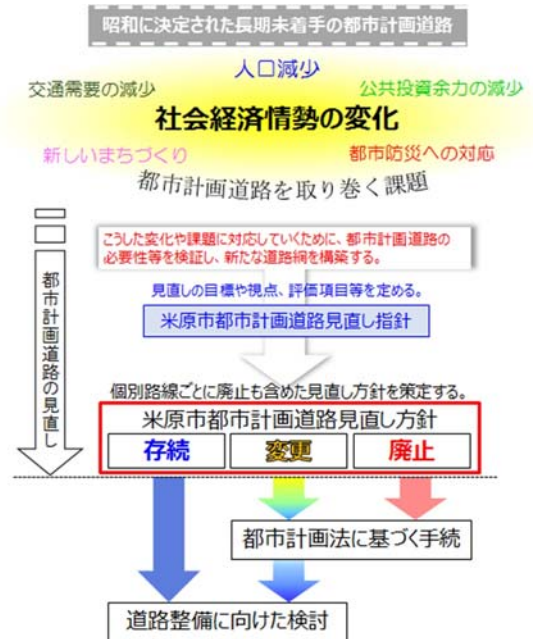 昭和に決定された長期未着手の都市計画道路
人口減少
交通需要の減少
公共投資余力の減少
社会経済情勢の変化
新しいまちづくり
都市防災への対応
都市計画道路を取り巻く課題
こうした変化や課題に対応していくために、都市計画道路の
必要性等を検証し、新たな道路網を構築する。
都市計画道路の見直し
見直しの目標や視点、評価項目等を定める。
米原市都市計画道路見直し指針
個別路線ごとに廃止も含めた見直し方針を策定する。
米原市都市計画道路見直し方針
存続
変更
廃止
都市計画法に基づく手続
道路整備に向けた検討